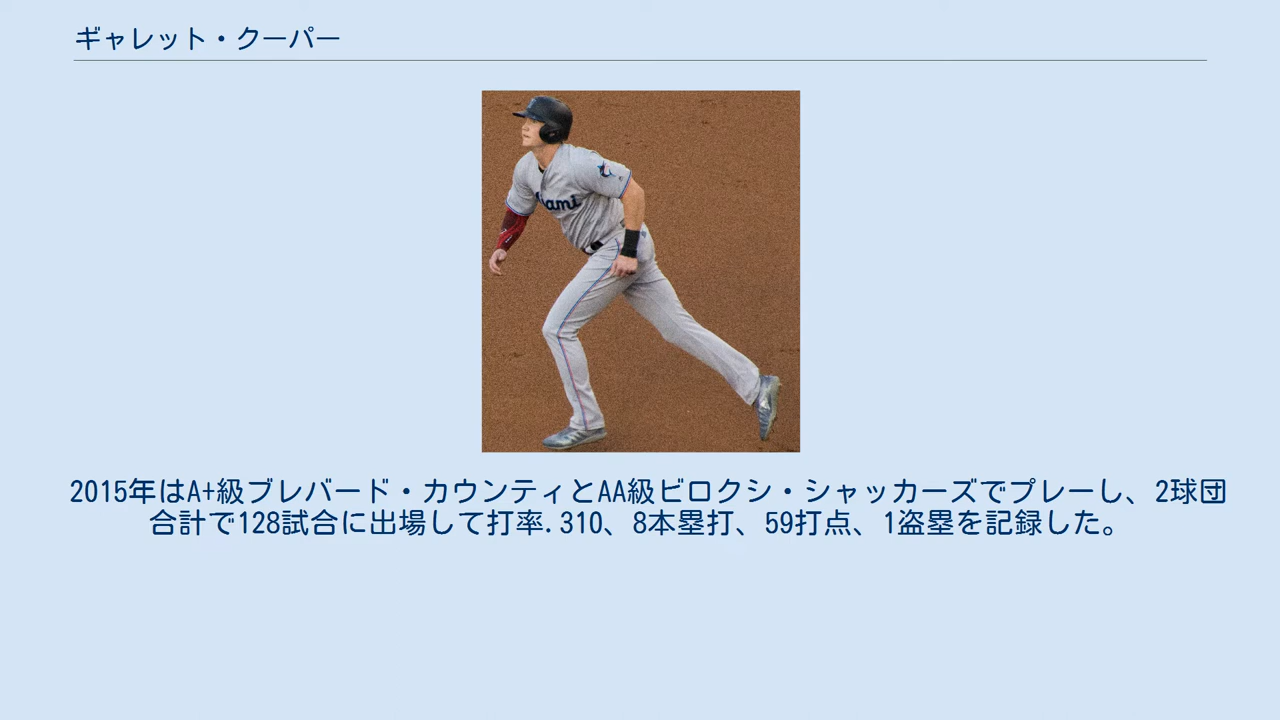 ギャレット・クーパー
iami
2015年はA+級ブレバード・カウンティとAA級ビロクシ・シャッカーズでプレーし、2球団
合計で128試合に出場して打率.310、8本塁打、59打点、1盗塁を記録した。